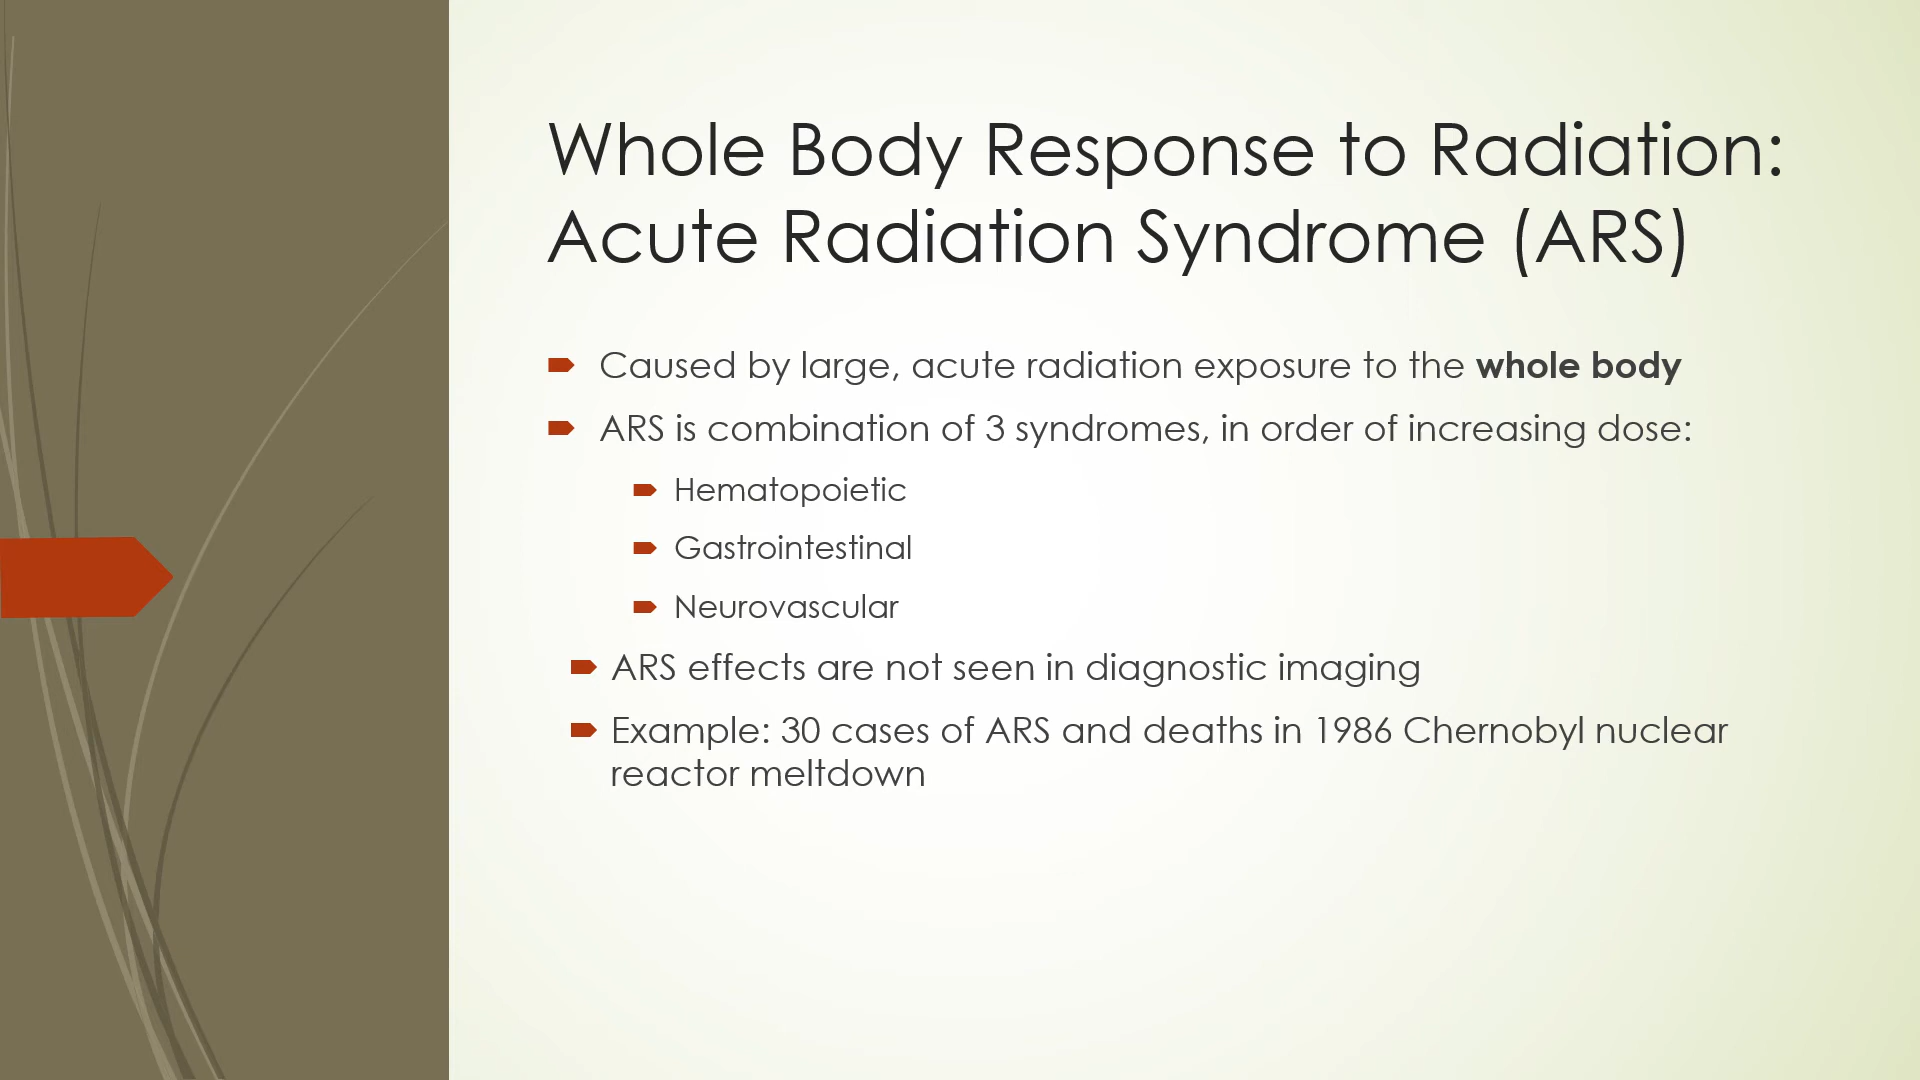 Whole Body Response to Radiation:
Acute Radiation Syndrome (ARS)
Caused by large, acute radiation exposure to the whole body
ARS is combination of 3 syndromes, in order of increasing dose:
Hematopoietic
Gastrointestinal
Neurovascular
ARS effects are not seen in diagnostic imaging
Example: 30 cases of ARS and deaths in 1986 Chernobyl nuclear
reactor meltdown